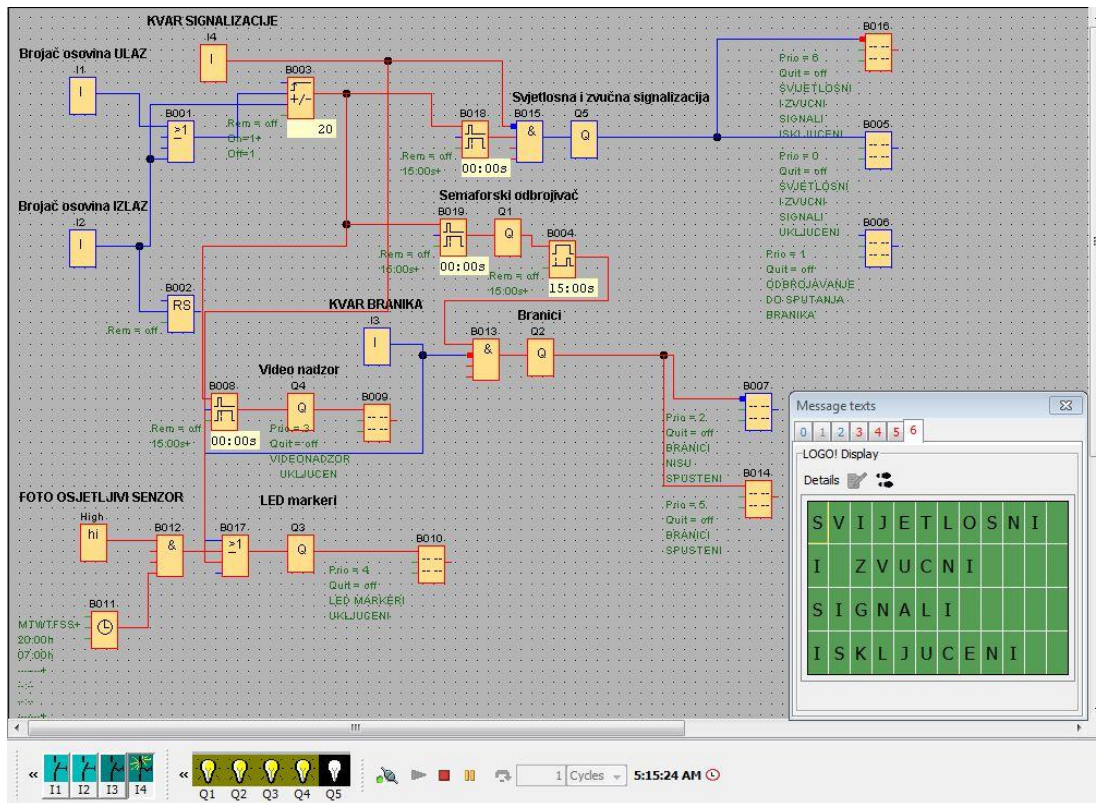 KVAR SIGNALIZACIJE
I4
I
Brojač osovina ULAZ
I1
I
B001
>1
B003
+/-
20
Rem = off
On=1+
Off=1
B018
Rem = off
15:00s+
00:00s
Svjetlosna i zvučna signalizacija
B015
&
Q5
Q
B016
Prio = 6
Quit = off
SVJETLOSNI
I ZVUCNI
SIGNALI
ISKLJUCENI
B005
Prio = 0
Quit = off
SVJETLOSNI
I ZVUCNI
SIGNALI
UKLJUCENI
B006
Prio = 1
Quit = off
ODBROJAVANJE
DO SPUTANJA
BRANIKA
Brojač osovina IZLAZ
I2
I
B002
RS
Rem = off
Semaforski odbrojivač
B019
Rem = off
00:00s
Q1
Q
B004
Rem = off
15:00s+
15:00s
KVAR BRANIKA
I3
I
Branici
B013
&
Q2
Q
B007
Prio = 2
Quit = off
BRANICI
NISU
SPUSTENI
B014
Prio = 5
Quit = off
BRANICI
SPUSTENI
Video nadzor
B008
Rem = off
15:00s+
00:00s
Q4
Q
B009
Prio = 3
Quit = off
VIDEONADZOR
UKLJUCEN
FOTO OSJETLJIVI SENZOR
High
hi
B012
&
B017
>1
LED markeri
Q3
Q
B010
Prio = 4
Quit = off
LED MARKERI
UKLJUCENI
B011
MTWTFSS+
20:00h
07:00h
Message texts
0 1 2 3 4 5 6
LOGO! Display
Details
SVIJETLOSNI
I ZVUCNI
SIGNALI
ISKLJUCENI
« I1 I2 I3 I4 « Q1 Q2 Q3 Q4 Q5 1 Cycles 5:15:24 AM